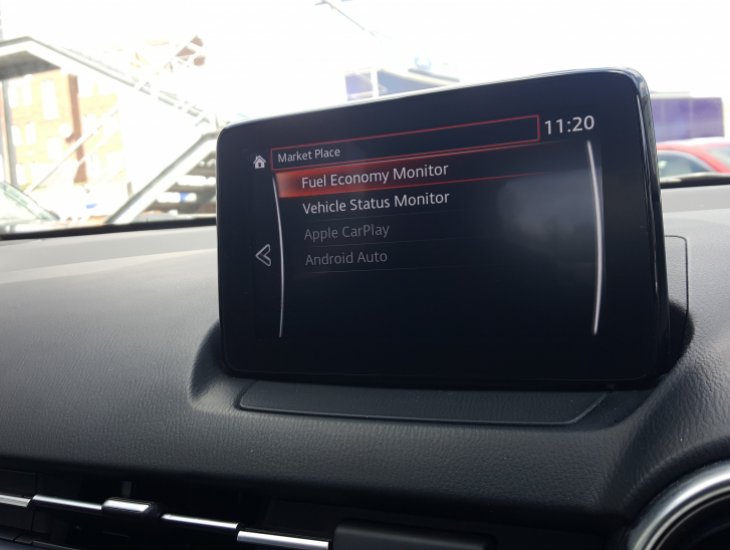 Market Place
11:20
Fuel Economy Monitor
Vehicle Status Monitor
Apple CarPlay
Android Auto